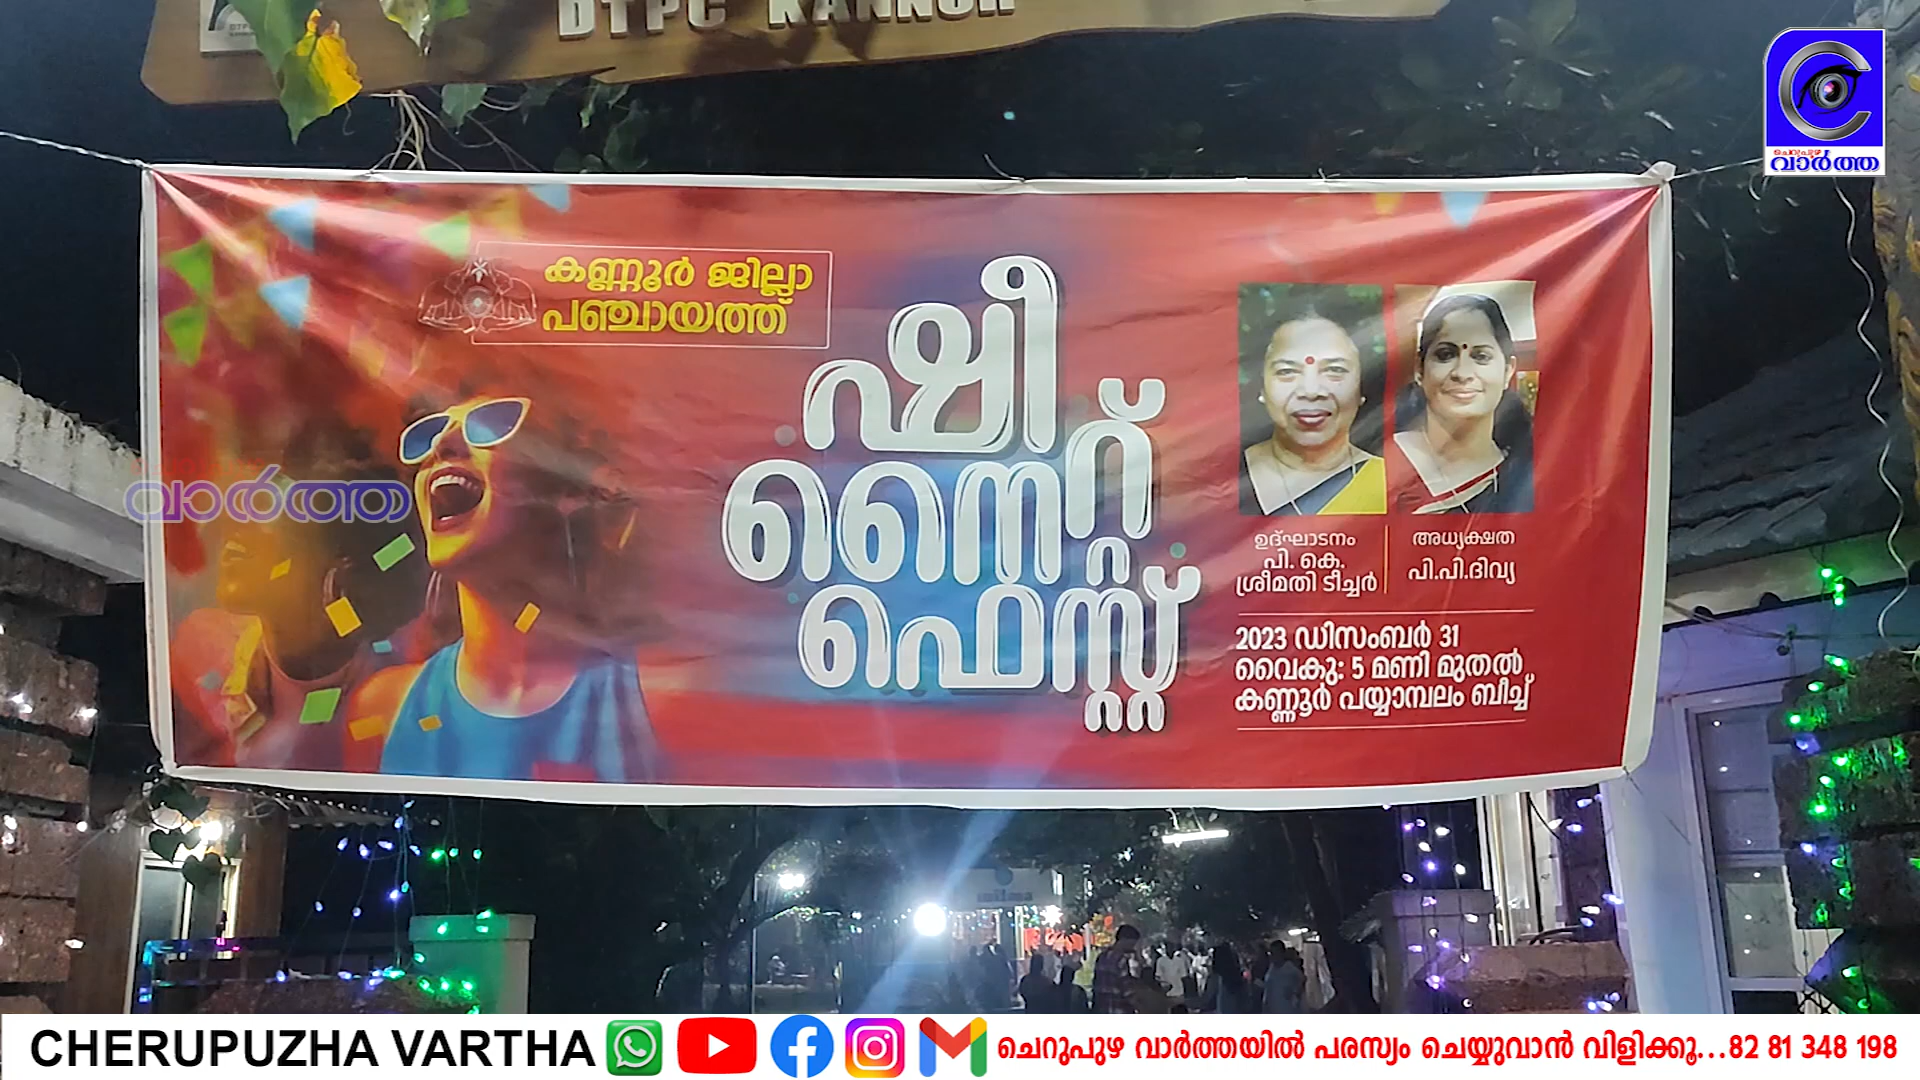 DTPC KANNUR
ചെറുപുഴ
വാർത്ത
കണ്ണൂർ ജില്ലാ
പഞ്ചായത്ത്
ഷീ
നൈറ്റ്
ഫെസ്റ്റ്
വാർത്ത
ഉദ്ഘാടനം
പി. കെ.
ശ്രീമതി ടീച്ചർ
അധ്യക്ഷത
പി.പി.ദിവ്യ
2023 ഡിസംബർ 31
വൈകു: 5 മണി മുതൽ
കണ്ണൂർ പയ്യാമ്പലം ബീച്ച്
CHERUPUZHA VARTHA
ചെറുപുഴ വാർത്തയിൽ പരസ്യം ചെയ്യുവാൻ വിളിക്കൂ...82 81 348 198